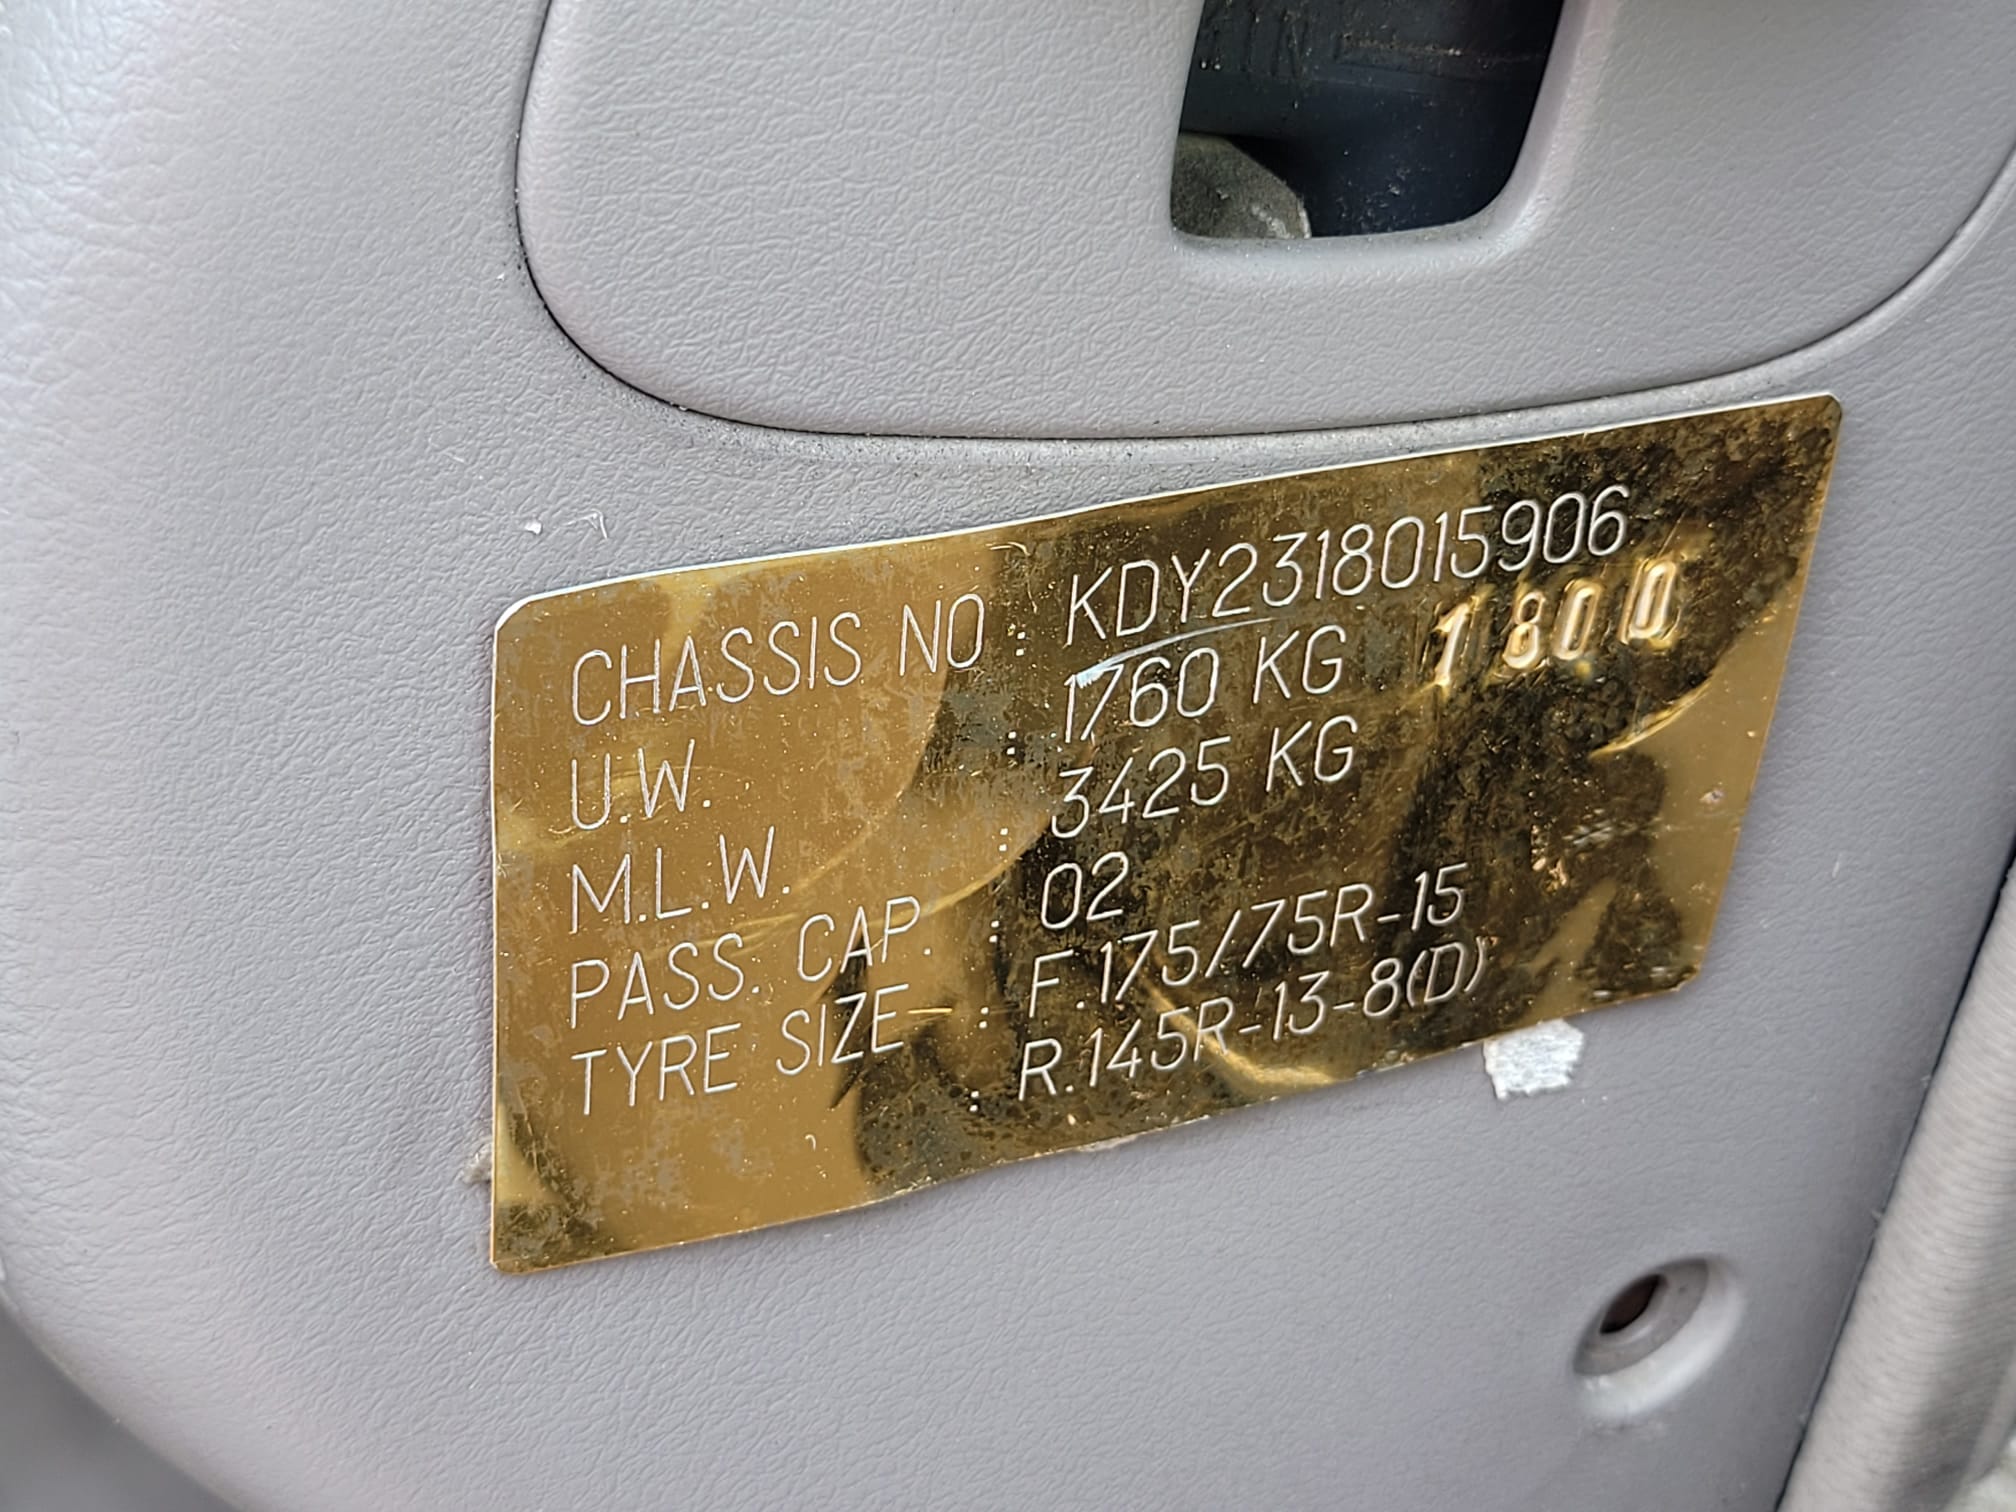 CHASSIS NO : KDY2318015906
U.W. : 1760 KG 1800
M.L.W. : 3425 KG
PASS. CAP. : 02
TYRE SIZE : F.175/75R-15
: R.145R-13-8(D)